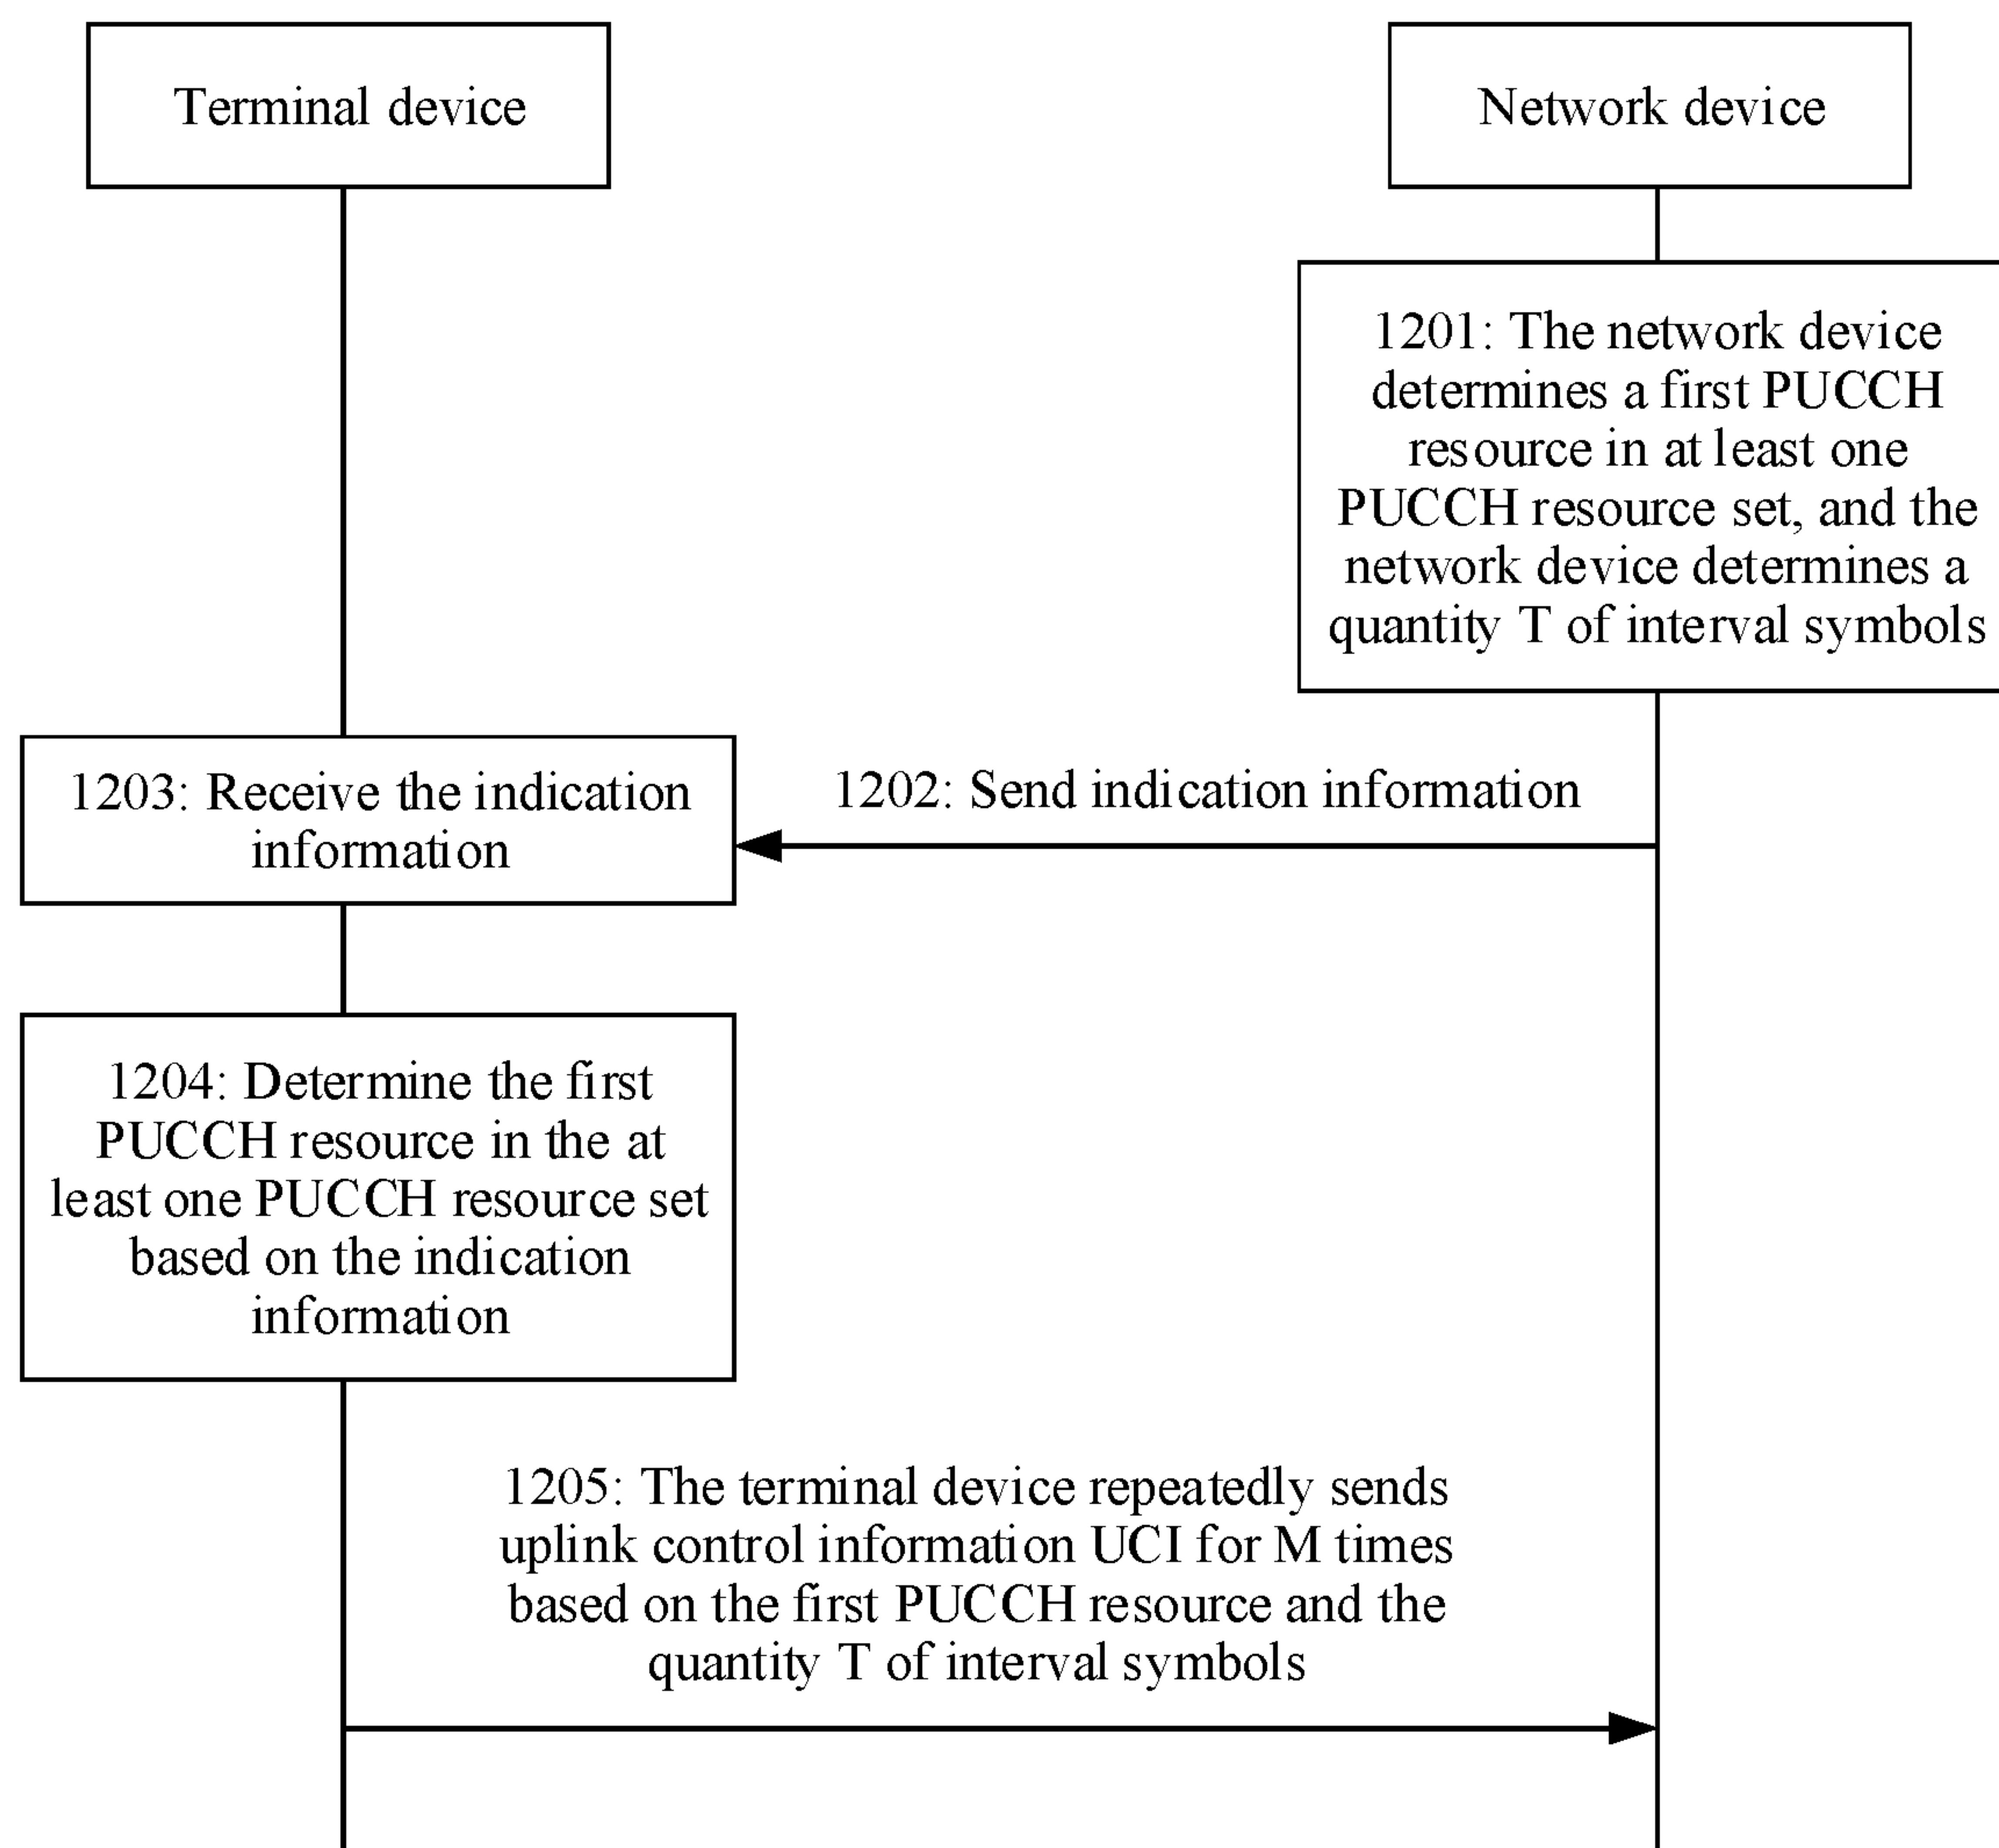 Terminal device
Network device
1201: The network device
determines a first PUCCH
resource in at least one
PUCCH resource set, and the
network device determines a
quantity T of interval symbols
1202: Send indication information
1203: Receive the indication
information
1204: Determine the first
PUCCH resource in the at
least one PUCCH resource set
based on the indication
information
1205: The terminal device repeatedly sends
uplink control information UCI for M times
based on the first PUCCH resource and the
quantity T of interval symbols